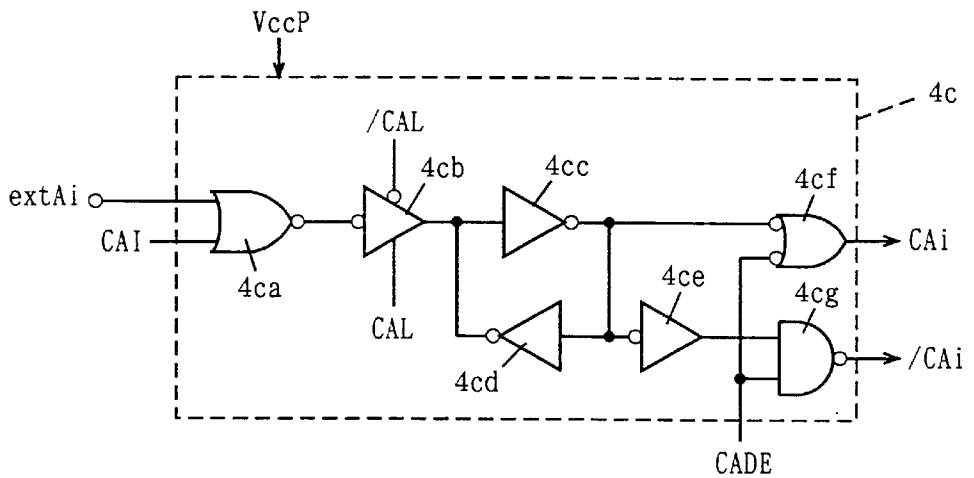 VccP
4c
/CAL
4cb
4cc
4cf
extAi
CAI
CAi
4ca
4ce
4cg
CAL
4cd
/CAi
CADE